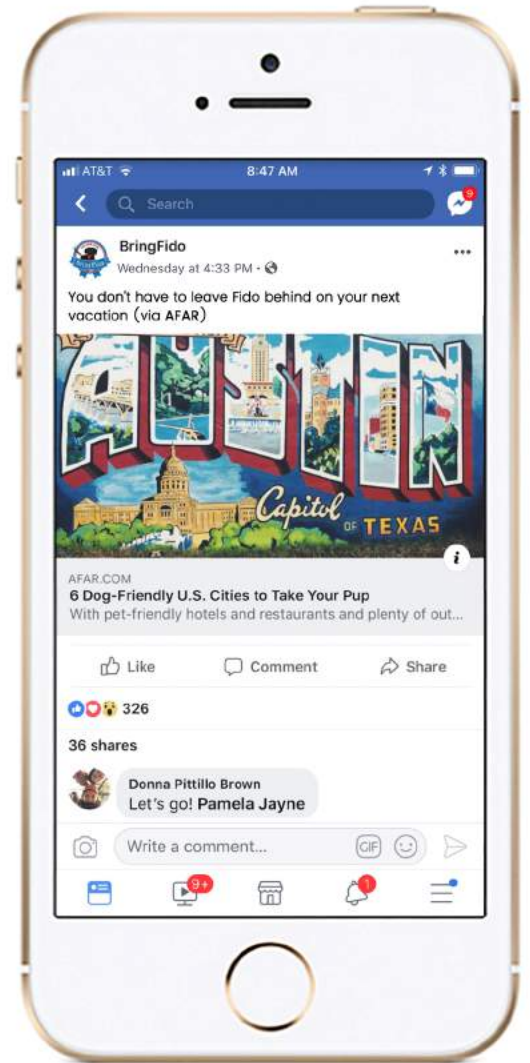 AT&T 8:47 AM
Search 9
BringFido
Wednesday at 4:33 PM
You don't have to leave Fido behind on your next
vacation (via AFAR)
AUSTIN
Capitol
OF TEXAS
i
AFAR.COM
6 Dog-Friendly U.S. Cities to Take Your Pup
With pet-friendly hotels and restaurants and plenty of out...
Like Comment Share
326
36 shares
Donna Pittillo Brown
Let's go! Pamela Jayne
Write a comment... GIF
9+ 1